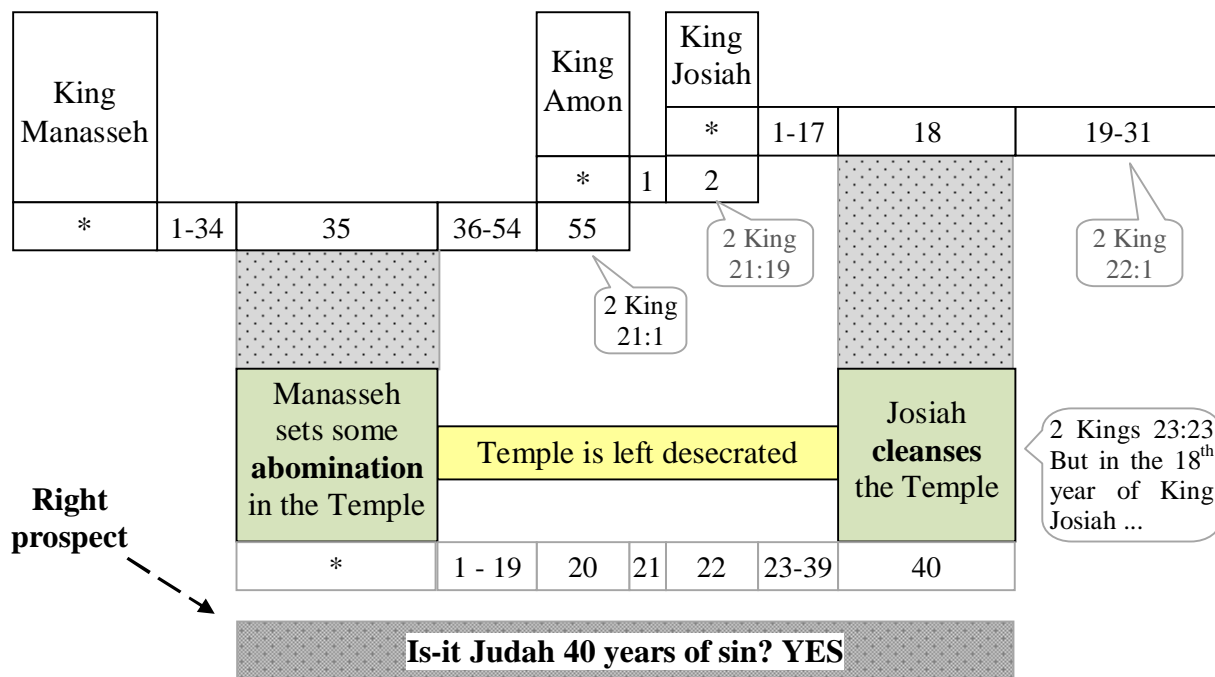 King
Manasseh
King
Amon
King
Josiah
* 1-17 18 19-31
* 1 2
* 1-34 35 36-54 55
2 King
21:19
2 King
22:1
2 King
21:1
Manasseh
sets some
abomination
in the Temple
Temple is left desecrated
Josiah
cleanses
the Temple
2 Kings 23:23
But in the 18th
year of King
Josiah ...
Right
prospect
* 1 - 19 20 21 22 23-39 40
Is-it Judah 40 years of sin? YES